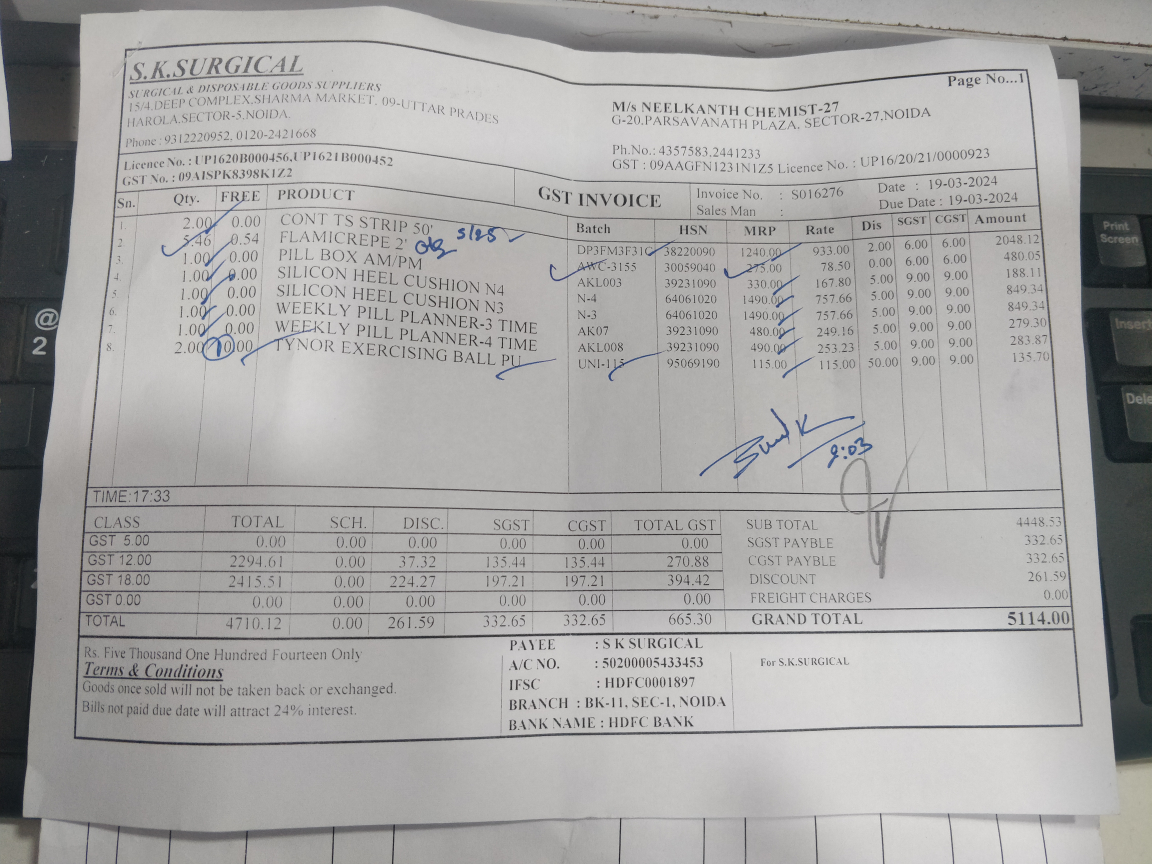 S.K.SURGICAL
SURGICAL & DISPOSABLE GOODS SUPPLIERS
15/4,DEEP COMPLEX,SHARMA MARKET, 09-UTTAR PRADES
HAROLA,SECTOR-5,NOIDA.
Phone : 9312220952, 0120-2421668
Licence No. : UP1620B000456,UP1621B000452
GST No. : 09AISPK8398K1Z2
Page No...1
M/s NEELKANTH CHEMIST-27
G-20,PARSAVANATH PLAZA, SECTOR-27,NOIDA
Ph.No.: 4357583,2441233
GST : 09AAGFN1231N1Z5 Licence No. : UP16/20/21/0000923
GST INVOICE
Invoice No. : S016276 Date : 19-03-2024
Sales Man : Due Date : 19-03-2024
Sn. Qty. FREE PRODUCT Batch HSN MRP Rate Dis SGST CGST Amount
1. 2.00 0.00 CONT TS STRIP 50' DP3FM3F31C 38220090 1240.00 933.00 2.00 6.00 6.00 2048.12
2. 5.46 0.54 FLAMICREPE 2' AWC-3155 30059040 275.00 78.50 0.00 6.00 6.00 480.05
3. 1.00 0.00 PILL BOX AM/PM AKL003 39231090 330.00 167.80 5.00 9.00 9.00 188.11
4. 1.00 0.00 SILICON HEEL CUSHION N4 N-4 64061020 1490.00 757.66 5.00 9.00 9.00 849.34
5. 1.00 0.00 SILICON HEEL CUSHION N3 N-3 64061020 1490.00 757.66 5.00 9.00 9.00 849.34
6. 1.00 0.00 WEEKLY PILL PLANNER-3 TIME AK07 39231090 480.00 249.16 5.00 9.00 9.00 279.30
7. 1.00 0.00 WEEKLY PILL PLANNER-4 TIME AKL008 39231090 490.00 253.23 5.00 9.00 9.00 283.87
8. 2.00 0.00 TYNOR EXERCISING BALL PU UNI-115 95069190 115.00 115.00 50.00 9.00 9.00 135.70
TIME:17:33
CLASS TOTAL SCH. DISC. SGST CGST TOTAL GST
GST 5.00 0.00 0.00 0.00 0.00 0.00 0.00
GST 12.00 2294.61 0.00 37.32 135.44 135.44 270.88
GST 18.00 2415.51 0.00 224.27 197.21 197.21 394.42
GST 0.00 0.00 0.00 0.00 0.00 0.00 0.00
TOTAL 4710.12 0.00 261.59 332.65 332.65 665.30
SUB TOTAL 4448.53
SGST PAYBLE 332.65
CGST PAYBLE 332.65
DISCOUNT 261.59
FREIGHT CHARGES 0.00
GRAND TOTAL 5114.00
Rs. Five Thousand One Hundred Fourteen Only
Terms & Conditions
Goods once sold will not be taken back or exchanged.
Bills not paid due date will attract 24% interest.
PAYEE : S K SURGICAL
A/C NO. : 50200005433453
IFSC : HDFC0001897
BRANCH : BK-11, SEC-1, NOIDA
BANK NAME : HDFC BANK
For S.K.SURGICAL
@
2
Print
Screen
Insert